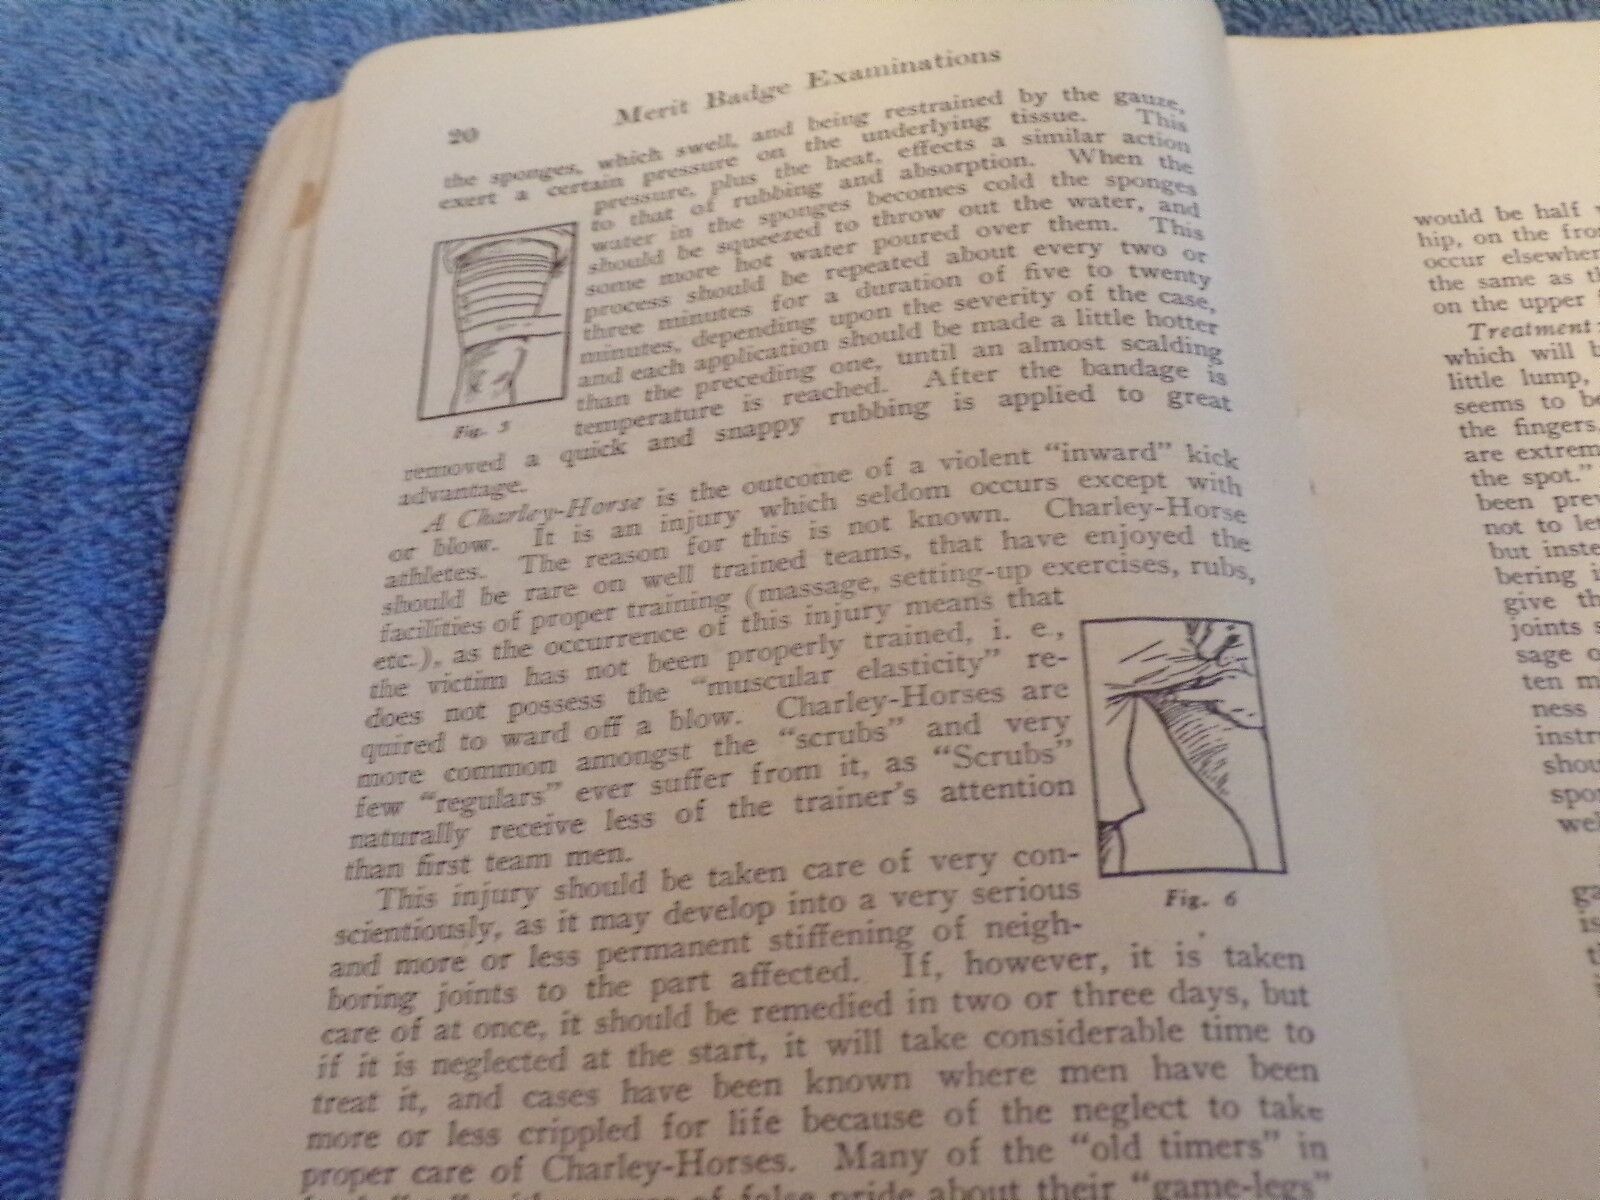 20
Merit Badge Examinations
the sponges, which swell, and being restrained by the gauze,
exert a certain pressure on the underlying tissue. This
pressure, plus the heat, effects a similar action
to that of rubbing and absorption. When the
water in the sponges becomes cold the sponges
should be squeezed to throw out the water, and
some more hot water poured over them. This
process should be repeated about every two or
three minutes for a duration of five to twenty
minutes, depending upon the severity of the case,
and each application should be made a little hotter
than the preceding one, until an almost scalding
temperature is reached. After the bandage is
Fig. 5
removed a quick and snappy rubbing is applied to great
advantage.
A Charley-Horse is the outcome of a violent "inward" kick
or blow. It is an injury which seldom occurs except with
athletes. The reason for this is not known. Charley-Horse
should be rare on well trained teams, that have enjoyed the
facilities of proper training (massage, setting-up exercises, rubs,
etc.), as the occurrence of this injury means that
the victim has not been properly trained, i. e.,
does not possess the "muscular elasticity" re-
quired to ward off a blow. Charley-Horses are
more common amongst the "scrubs" and very
few "regulars" ever suffer from it, as "Scrubs"
naturally receive less of the trainer's attention
than first team men.
Fig. 6
This injury should be taken care of very con-
scientiously, as it may develop into a very serious
and more or less permanent stiffening of neigh-
boring joints to the part affected. If, however, it is taken
care of at once, it should be remedied in two or three days, but
if it is neglected at the start, it will take considerable time to
treat it, and cases have been known where men have been
more or less crippled for life because of the neglect to take
proper care of Charley-Horses. Many of the "old timers" in
of false pride about their "game-legs"
would be half
hip, on the
occur
the same as
on the upper
Treatment:
which will
little lump,
seems to
the fingers,
are
the spot."
been
not to
but
bering
give
joints
sage
ten
ness